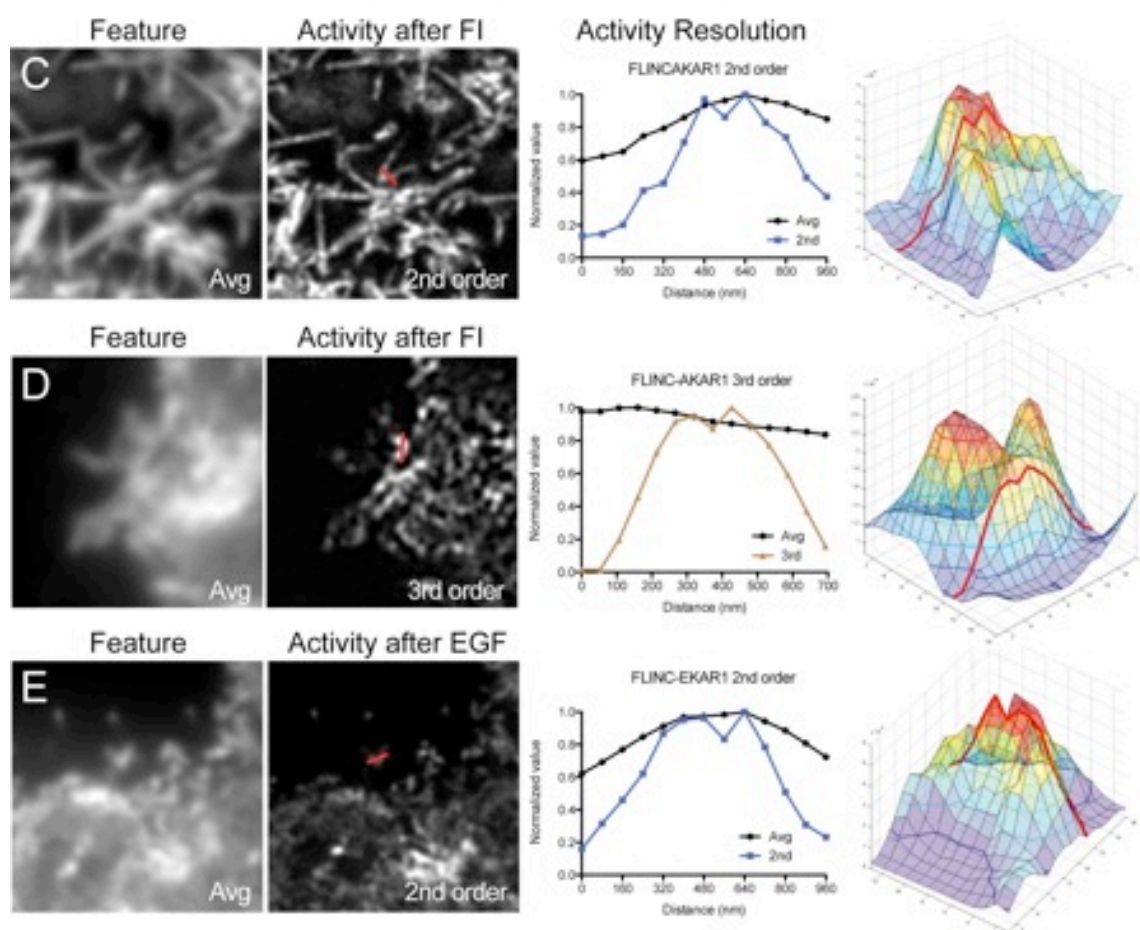 Feature Activity after FI Activity Resolution
C
Avg
2nd order
FLINCAKAR1 2nd order
Normalized value
1.0
0.8
0.6
0.4
0.2
0.0
Avg
2nd
0 160 320 480 640 800 960
Distance (nm)
Feature Activity after FI
D
Avg
3rd order
FLINC-AKAR1 3rd order
Normalized value
1.0
0.8
0.6
0.4
0.2
0.0
Avg
3rd
0 100 200 300 400 500 600 700
Distance (nm)
Feature Activity after EGF
E
Avg
2nd order
FLINC-EKAR1 2nd order
Normalized value
1.0
0.8
0.6
0.4
0.2
0.0
Avg
2nd
0 160 320 480 640 800 960
Distance (nm)